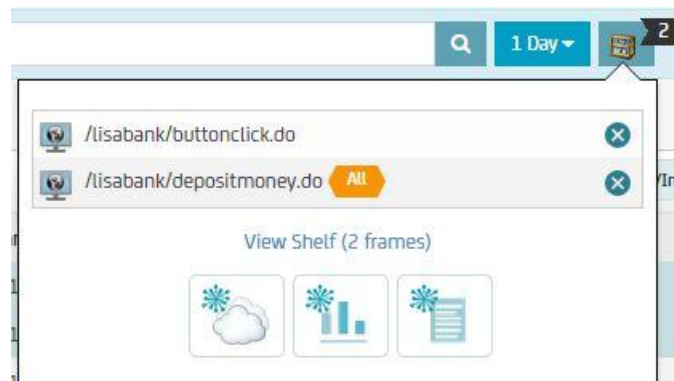 1 Day
2
/lisabank/buttonclick.do
/lisabank/depositmoney.do All
View Shelf (2 frames)